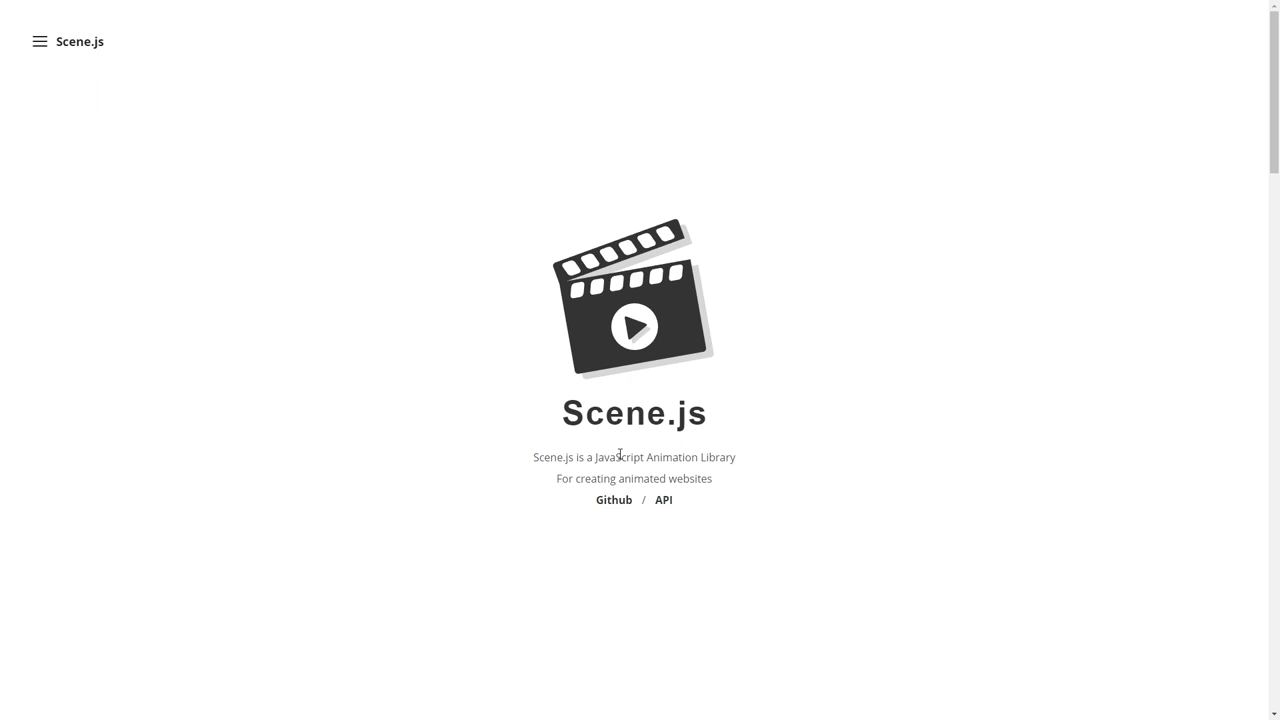 Scene.js
Scene.js
Scene.js is a JavaScript Animation Library
For creating animated websites
Github / API